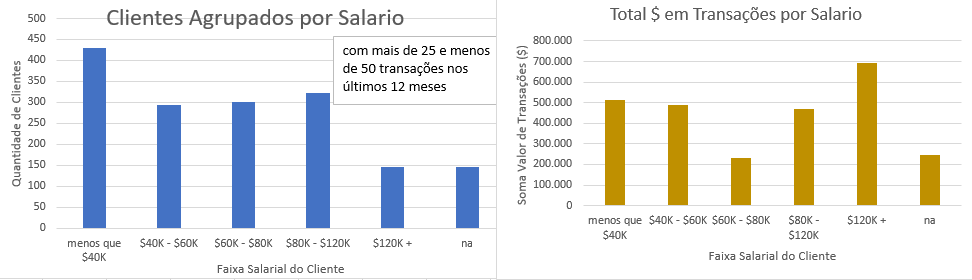 Clientes Agrupados por Salario
500
450
400
350
300
250
200
150
100
50
0
Quantidade de Clientes
com mais de 25 e menos
de 50 transações nos
últimos 12 meses
menos que
$40K
$40K - $60K
$60K - $80K
$80K - $120K
$120K +
na
Faixa Salarial do Cliente
Total $ em Transações por Salario
800.000
700.000
600.000
500.000
400.000
300.000
200.000
100.000
0
Soma Valor de Transações ($)
menos que
$40K
$40K - $60K
$60K - $80K
$80K -
$120K
$120K +
na
Faixa Salarial do Cliente